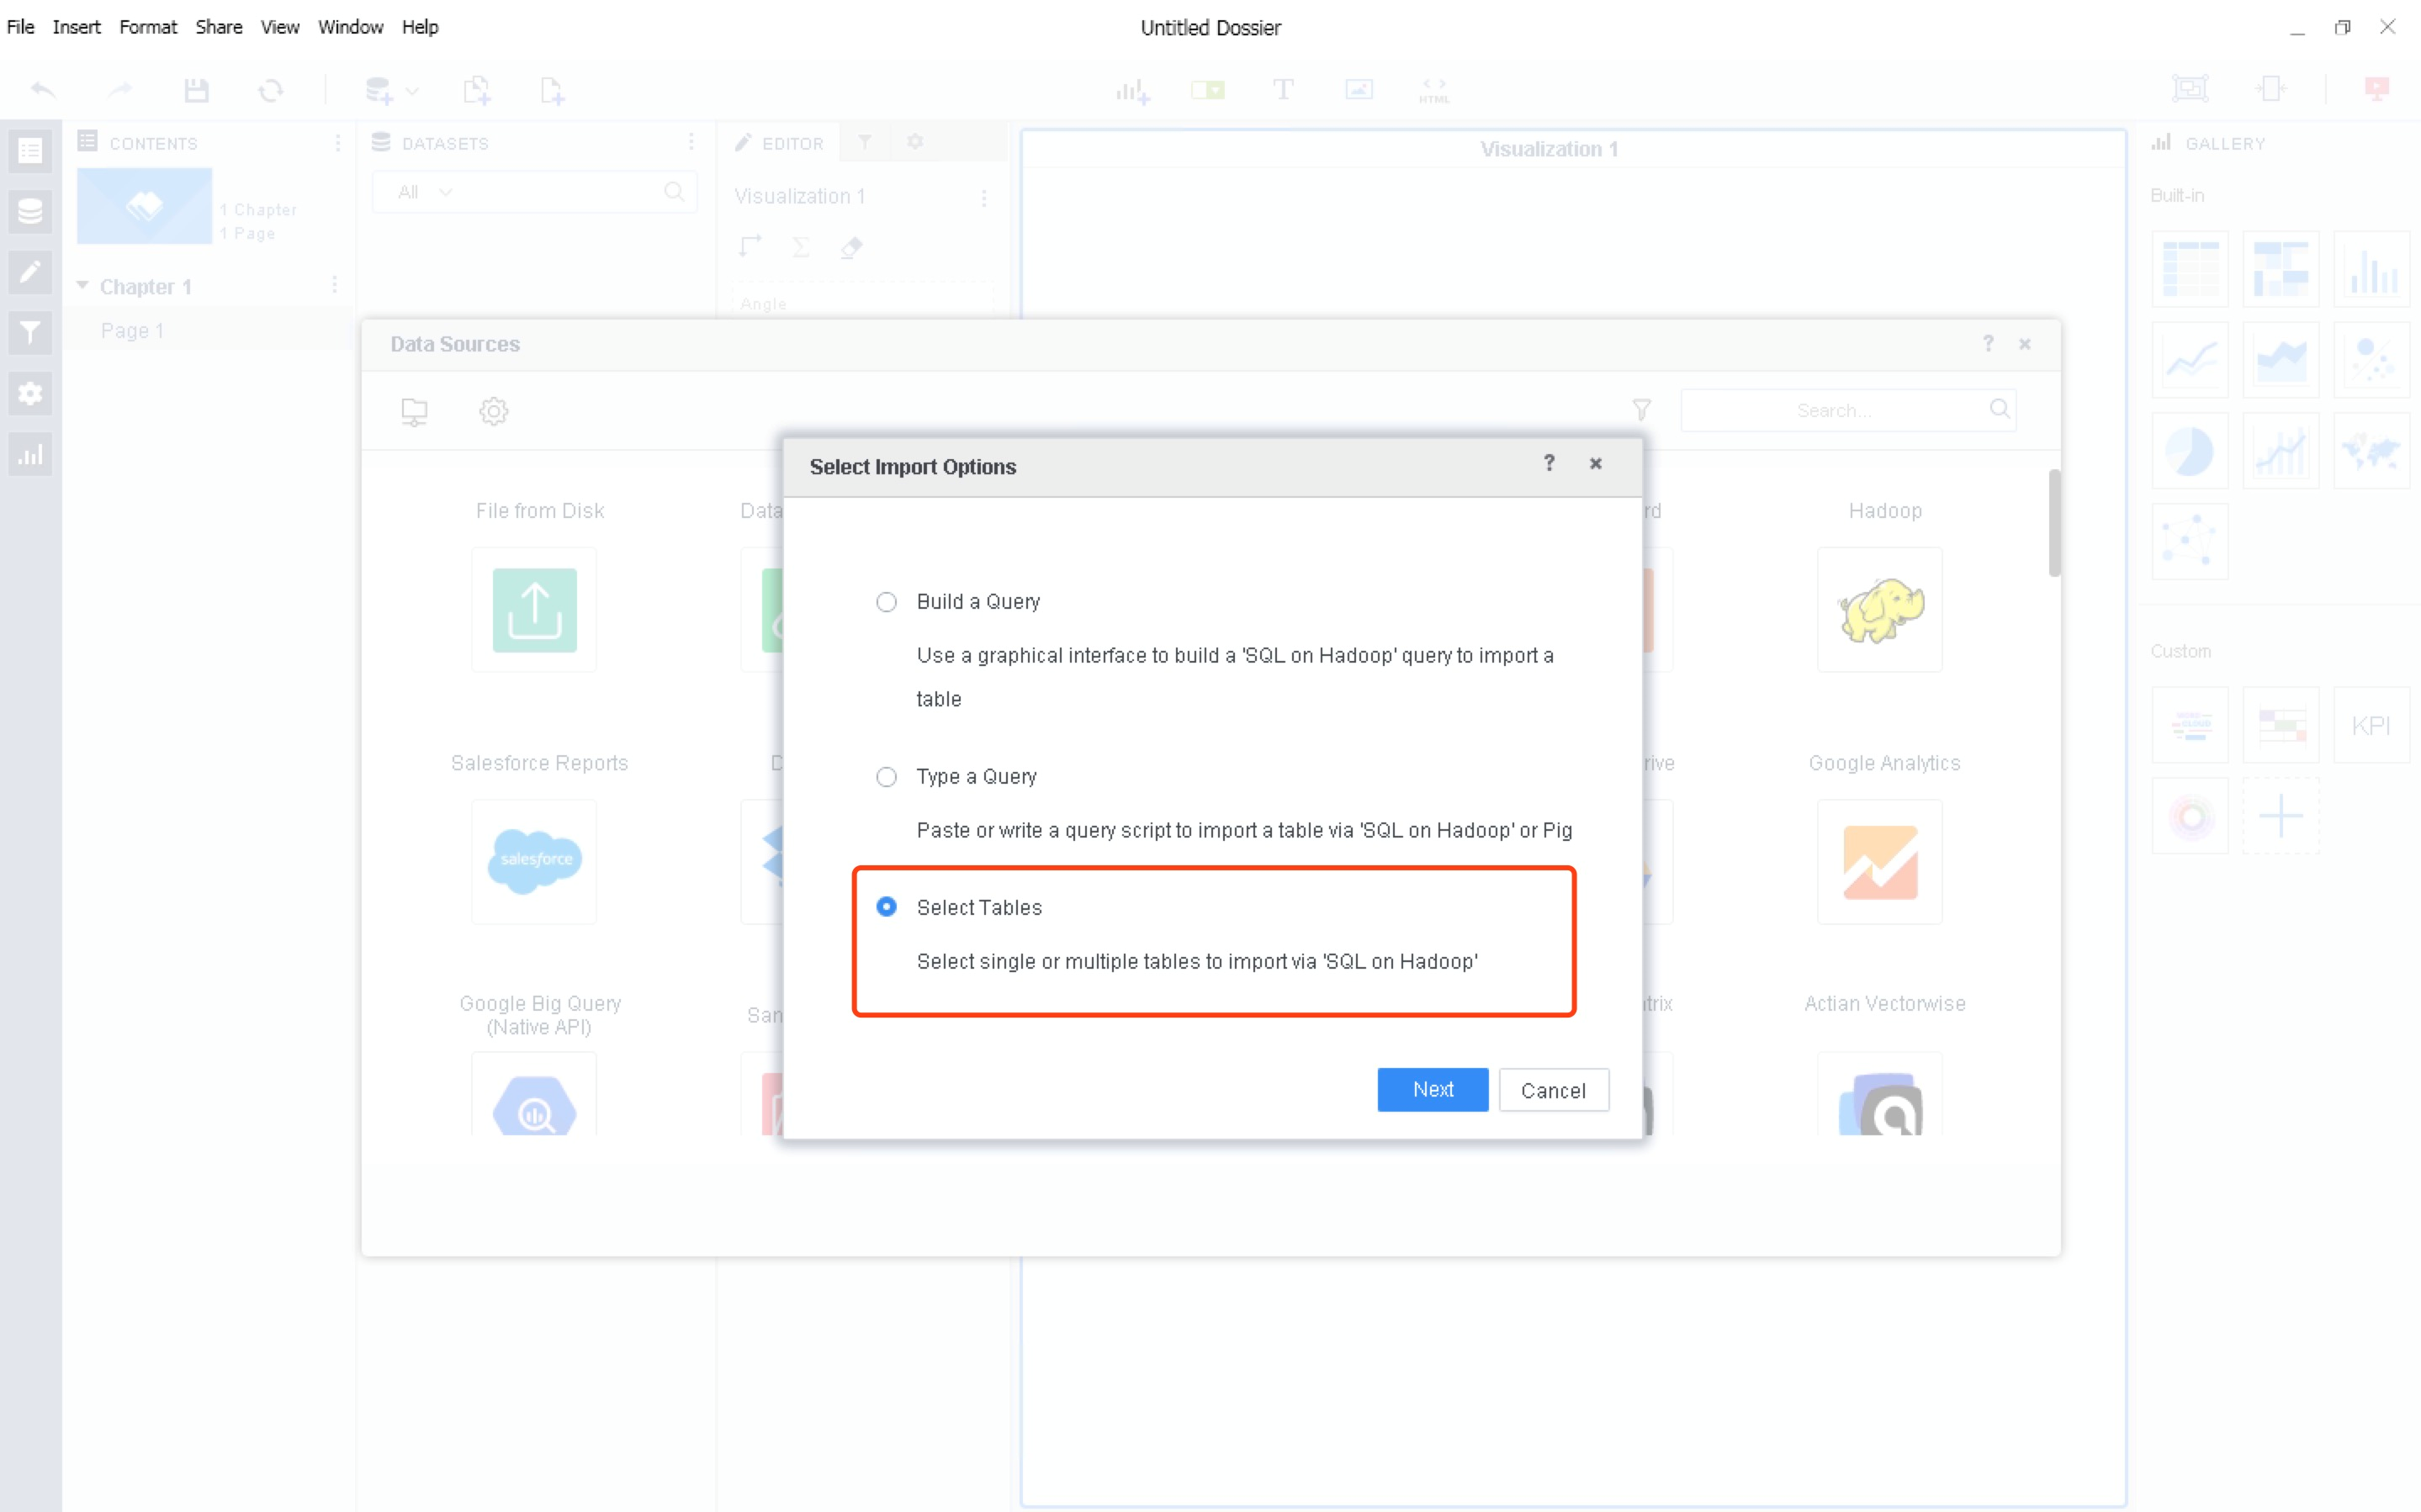 File Insert Format Share View Window Help
Untitled Dossier
HTML
CONTENTS
DATASETS
EDITOR
Visualization 1
GALLERY
1 Chapter
1 Page
All
Visualization 1
Built-in
Chapter 1
Angle
Page 1
Data Sources
?
Search...
Select Import Options
?
File from Disk
Data
rd
Hadoop
Build a Query
Use a graphical interface to build a 'SQL on Hadoop' query to import a
table
Custom
Salesforce Reports
rive
Google Analytics
KPI
Type a Query
Paste or write a query script to import a table via 'SQL on Hadoop' or Pig
salesforce
Select Tables
Select single or multiple tables to import via 'SQL on Hadoop'
Google Big Query
(Native API)
San
trix
Actian Vectorwise
Next
Cancel